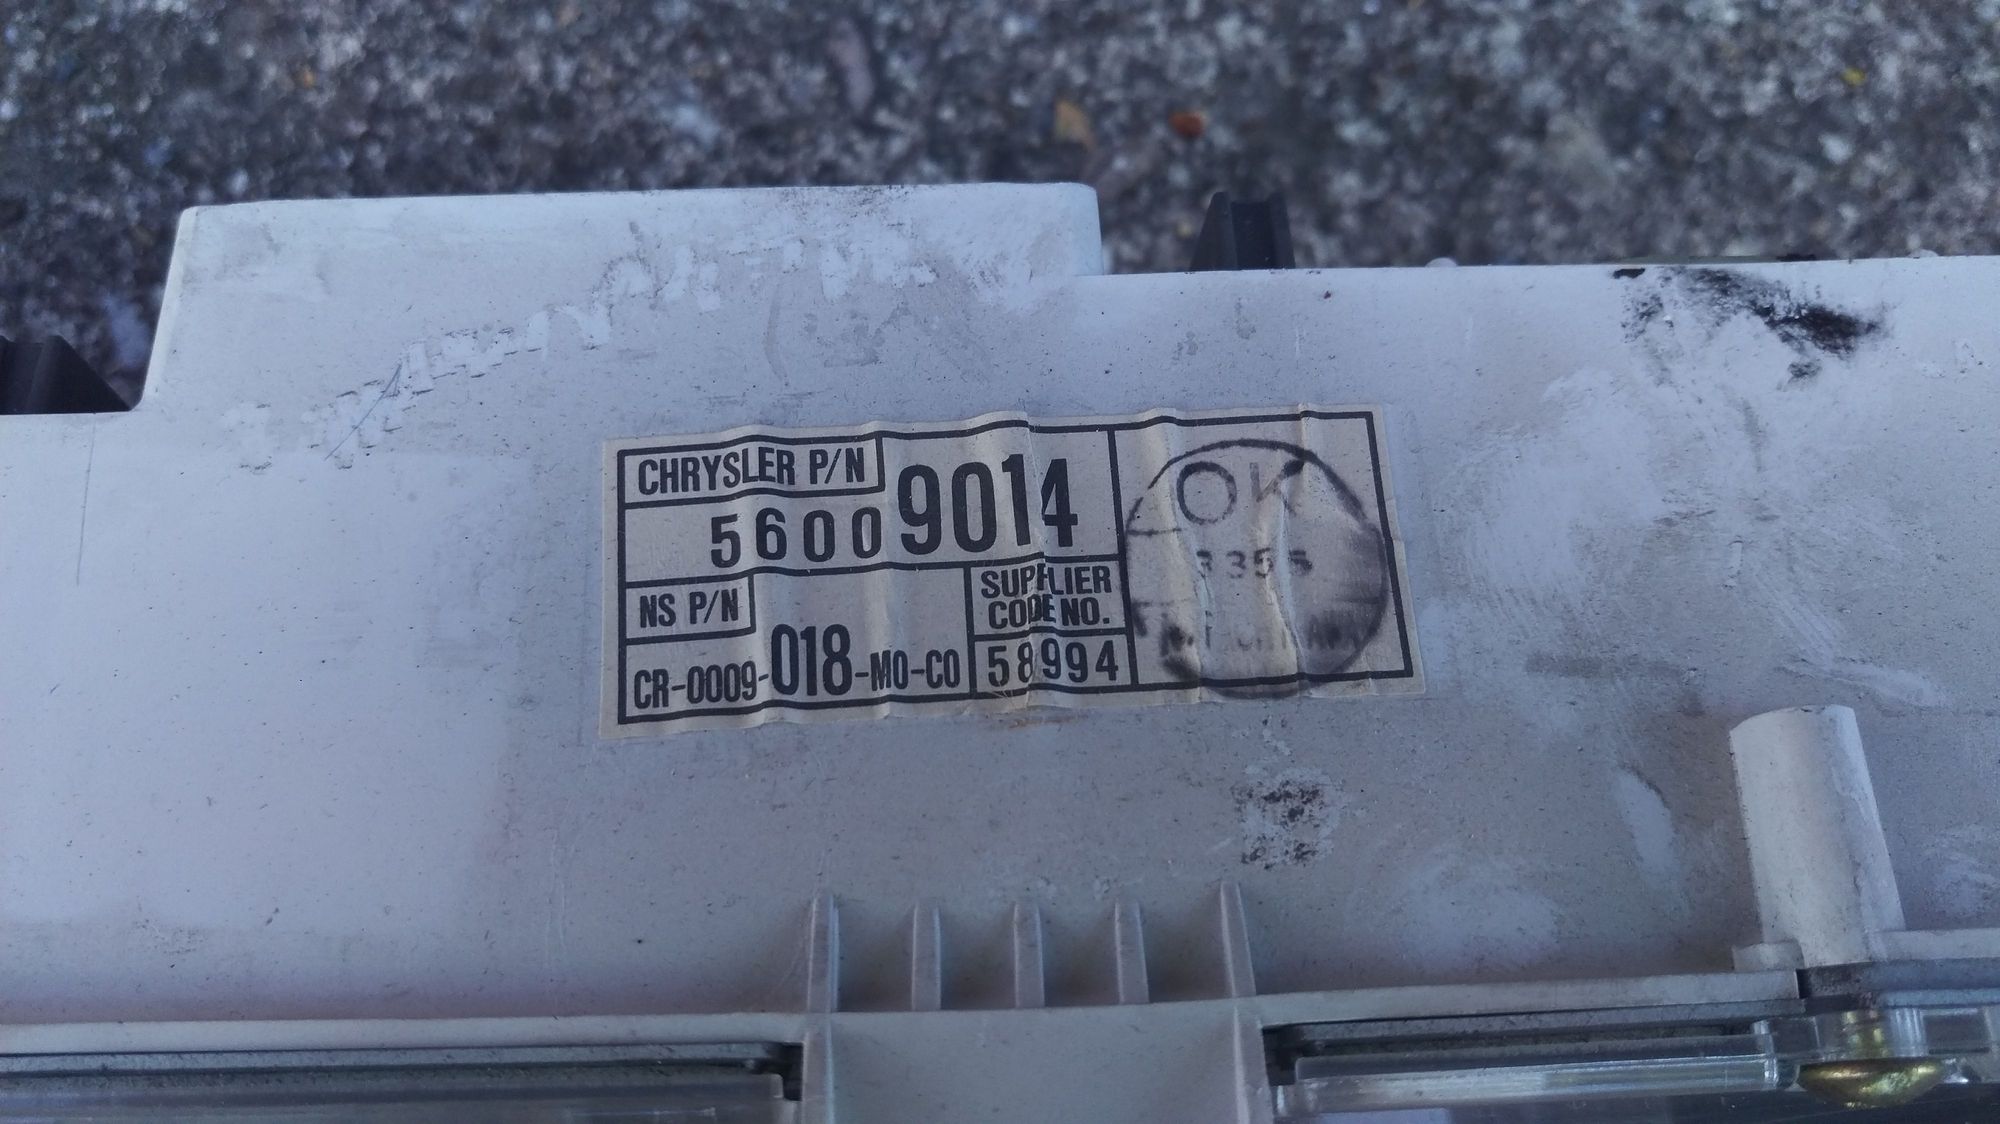 CHRYSLER P/N
56009014
NS P/N
CR-0009-018-MO-CO
SUPPLIER
CODE NO.
58994
OK